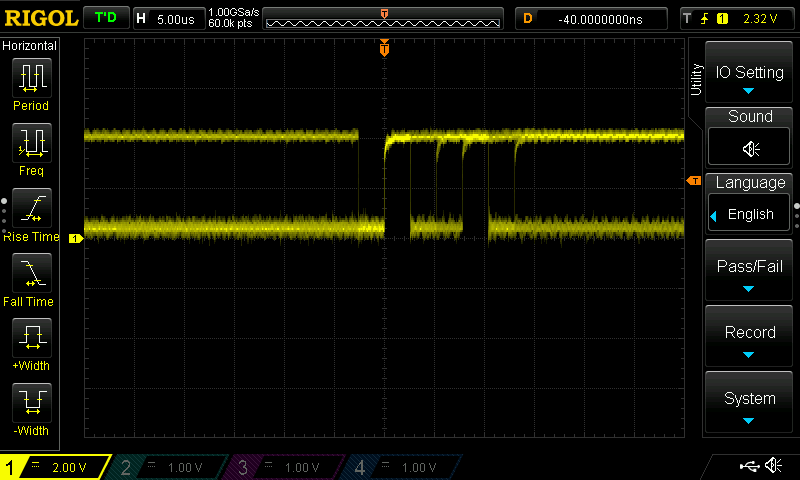 RIGOL T'D H 5.00us 1.00GSa/s
60.0k pts T D -40.0000000ns T 1 2.32 V
Horizontal
Period
Freq
Rise Time
Fall Time
+Width
-Width
T
T
1
Utility
IO Setting
Sound
Language
English
Pass/Fail
Record
System
1 2.00 V 2 1.00 V 3 1.00 V 4 1.00 V